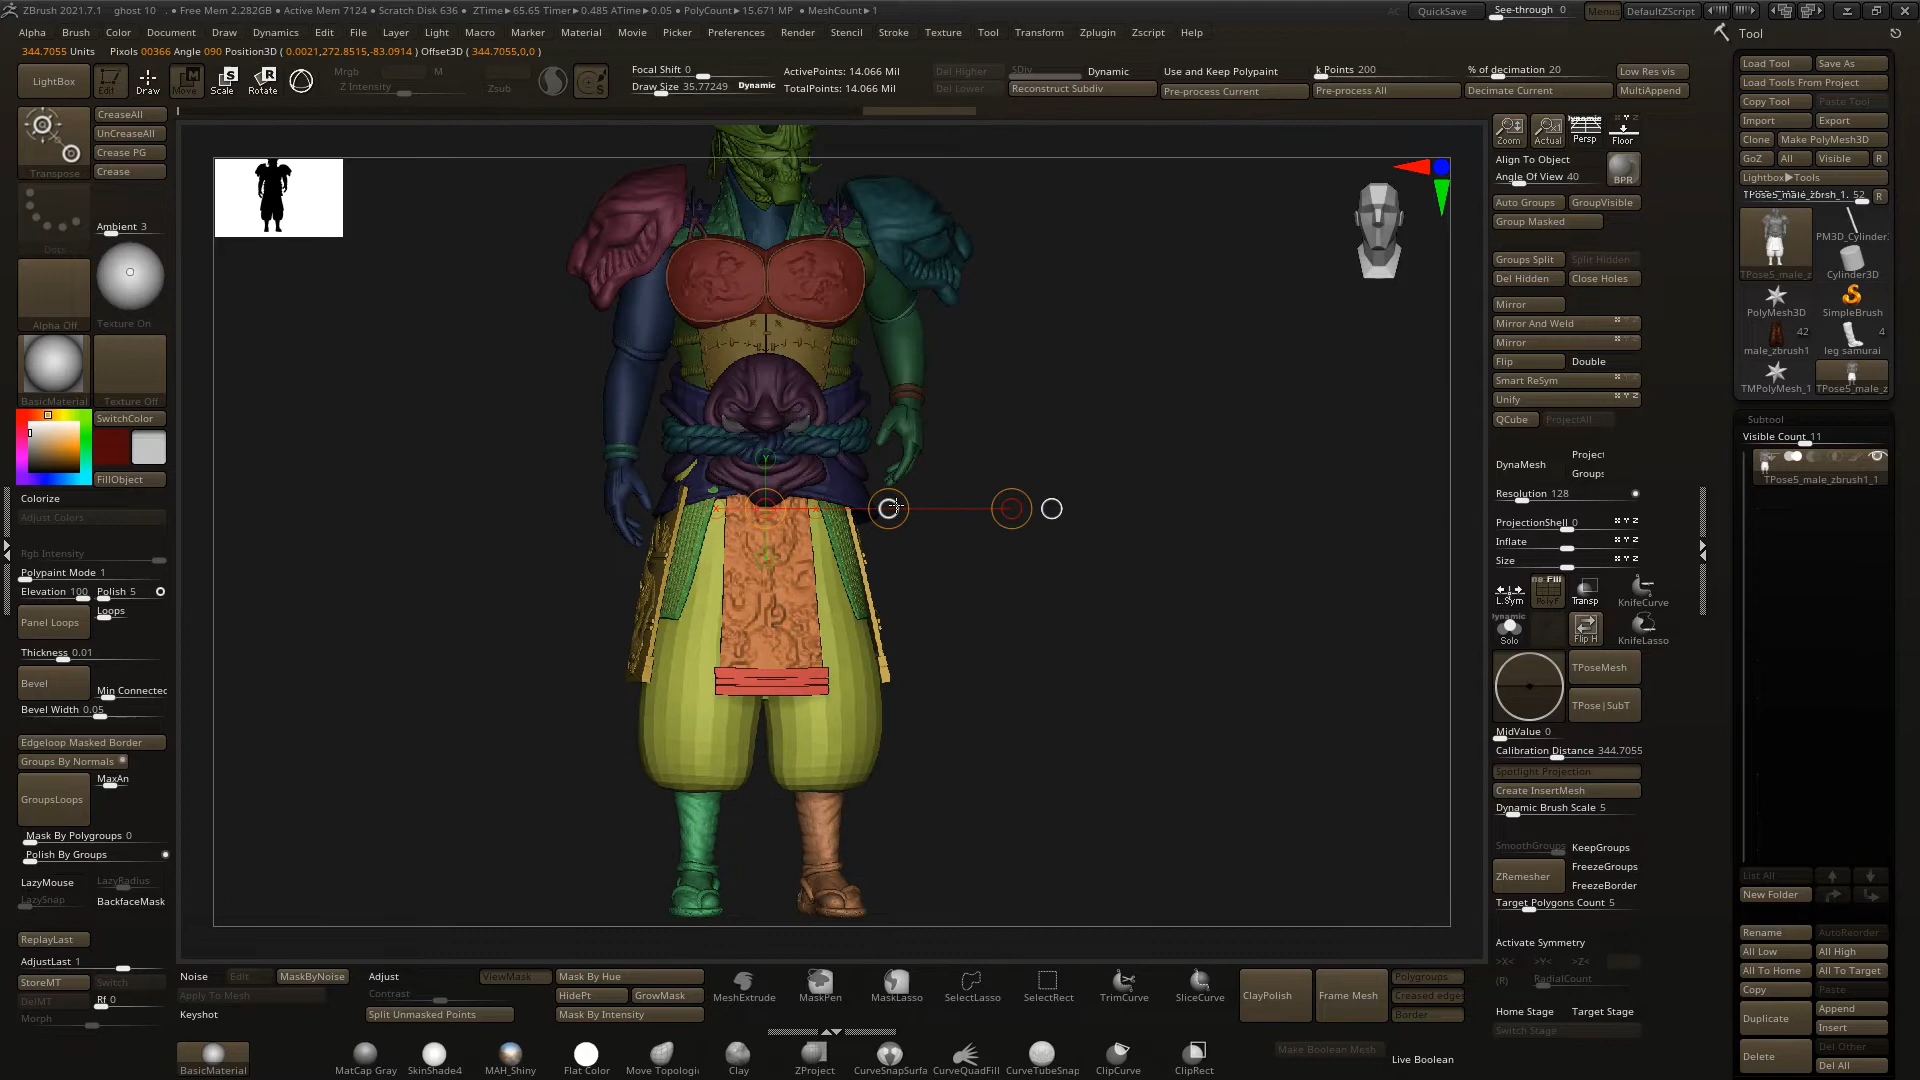 ZBrush 2021.7.1 ghost 10 . • Free Mem 2.282GB • Active Mem 7124 • Scratch Disk 636 • ZTime►65.65 Timer►0.485 ATime►0.05 • PolyCount►15.671 MP • MeshCount►1
AC QuickSave See-through 0 Menus DefaultZScript
Alpha Brush Color Document Draw Dynamics Edit File Layer Light Macro Marker Material Movie Picker Preferences Render Stencil Stroke Texture Tool Transform Zplugin Zscript Help
344.7055 Units Pixols 00366 Angle 090 Position3D ( 0.0021,272.8515,-83.0914 ) Offset3D ( 344.7055,0,0 )
LightBox Edit Draw Move Scale Rotate
Mrgb M
Z Intensity Zsub
Focal Shift 0
Draw Size 35.77249 Dynamic
ActivePoints: 14.066 Mil
TotalPoints: 14.066 Mil
Del Higher
Del Lower
SDiv Dynamic
Reconstruct Subdiv
Use and Keep Polypaint
Pre-process Current
k Points 200
Pre-process All
% of decimation 20
Decimate Current
Low Res vis
MultiAppend
Transpose
CreaseAll
UnCreaseAll
Crease PG
Crease
Dots
Ambient 3
Texture On
Alpha Off
BasicMaterial Texture Off
SwitchColor
FillObject
Colorize
Adjust Colors
Rgb Intensity
Polypaint Mode 1
Elevation 100 Polish 5
Panel Loops Loops
Thickness 0.01
Bevel Min Connected
Bevel Width 0.05
Edgeloop Masked Border
Groups By Normals
GroupsLoops MaxAn
Mask By Polygroups 0
Polish By Groups
LazyMouse LazyRadius
LazySnap BackfaceMask
ReplayLast
AdjustLast 1
StoreMT Switch
DelMT Rf 0
Morph
Y
X X
Zoom Actual Dynamic Persp Floor
Align To Object
Angle Of View 40 BPR
Auto Groups GroupVisible
Group Masked
Groups Split Split Hidden
Del Hidden Close Holes
Mirror
Mirror And Weld
Mirror
Flip Double
Smart ReSym
Unify
QCube ProjectAll
DynaMesh Project
Groups
Resolution 128
ProjectionShell 0
Inflate
Size
L.Sym Fill PolyF Transp KnifeCurve
Dynamic
Solo Flip H KnifeLasso
TPoseMesh
TPose|SubT
MidValue 0
Calibration Distance 344.7055
Spotlight Projection
Create InsertMesh
Dynamic Brush Scale 5
SmoothGroups KeepGroups
ZRemesher FreezeGroups
FreezeBorder
Target Polygons Count 5
Activate Symmetry
>X< >Y< >Z<
(R) RadialCount
Home Stage Target Stage
Switch Stage
Tool
Load Tool Save As
Load Tools From Project
Copy Tool Paste Tool
Import Export
Clone Make PolyMesh3D
GoZ All Visible R
Lightbox►Tools
TPose5_male_zbrsh_1. 52 R
TPose5_male_z PM3D_Cylinder
Cylinder3D
PolyMesh3D SimpleBrush
42 4
male_zbrush1 leg samurai
TMPolyMesh_1 TPose5_male_z
Subtool
Visible Count 11
TPose5_male_zbrush1_1
List All
New Folder
Rename AutoReorder
All Low All High
All To Home All To Target
Copy Paste
Duplicate Append
Insert
Delete Del Other
Del All
Noise Edit MaskByNoise
Apply To Mesh
Keyshot
Adjust ViewMask
Contrast
Split Unmasked Points
Mask By Hue
HidePt GrowMask
Mask By Intensity
MeshExtrude MaskPen MaskLasso SelectLasso SelectRect TrimCurve SliceCurve
ClayPolish Frame Mesh
Polygroups
Creased edges
Border
BasicMaterial MatCap Gray SkinShade4 MAH_Shiny Flat Color Move Topologi Clay ZProject CurveSnapSurfa CurveQuadFill CurveTubeSnap ClipCurve ClipRect
Make Boolean Mesh
Live Boolean